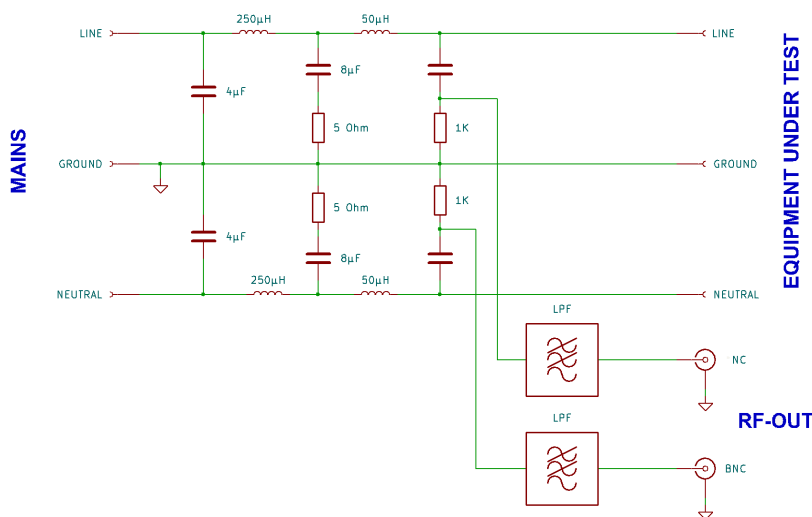 250µH
50µH
LINE
LINE
8µF
4µF
5 Ohm
1K
MAINS
GROUND
GROUND
EQUIPMENT UNDER TEST
5 Ohm
1K
4µF
8µF
250µH
50µH
NEUTRAL
NEUTRAL
LPF
NC
RF-OUT
LPF
BNC